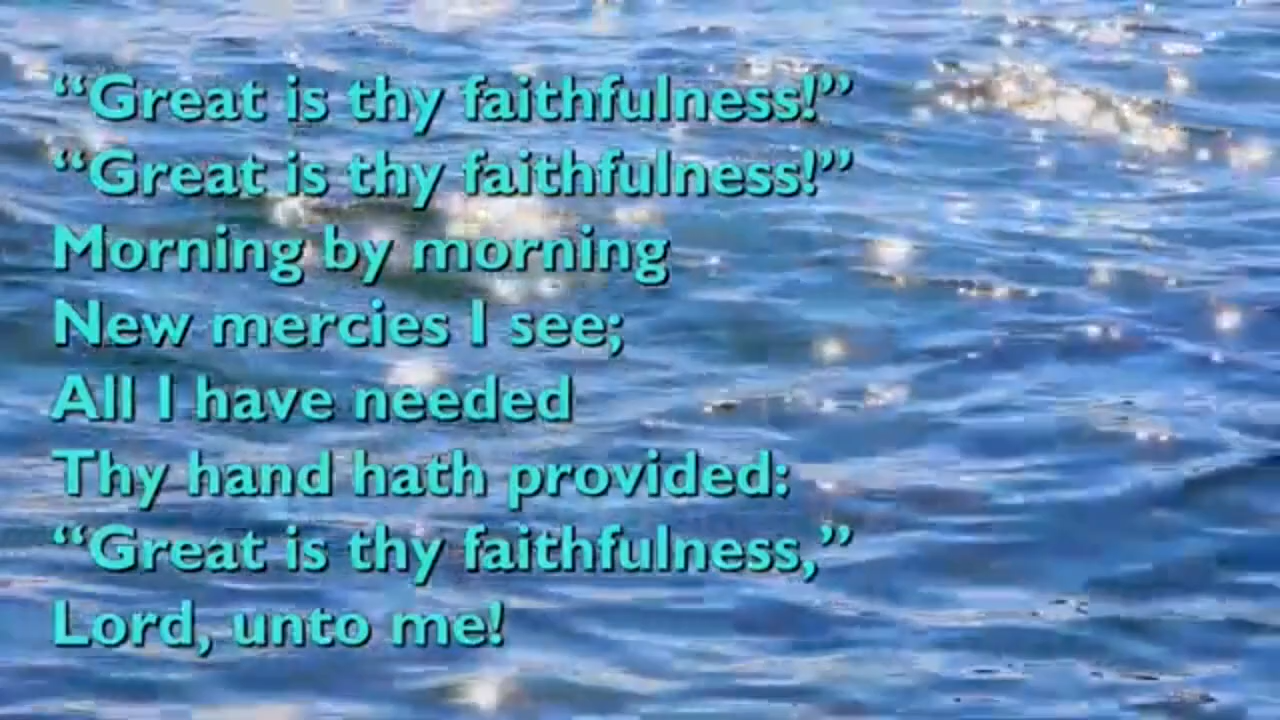 “Great is thy faithfulness!”
“Great is thy faithfulness!”
Morning by morning
New mercies I see;
All I have needed
Thy hand hath provided:
“Great is thy faithfulness,”
Lord, unto me!